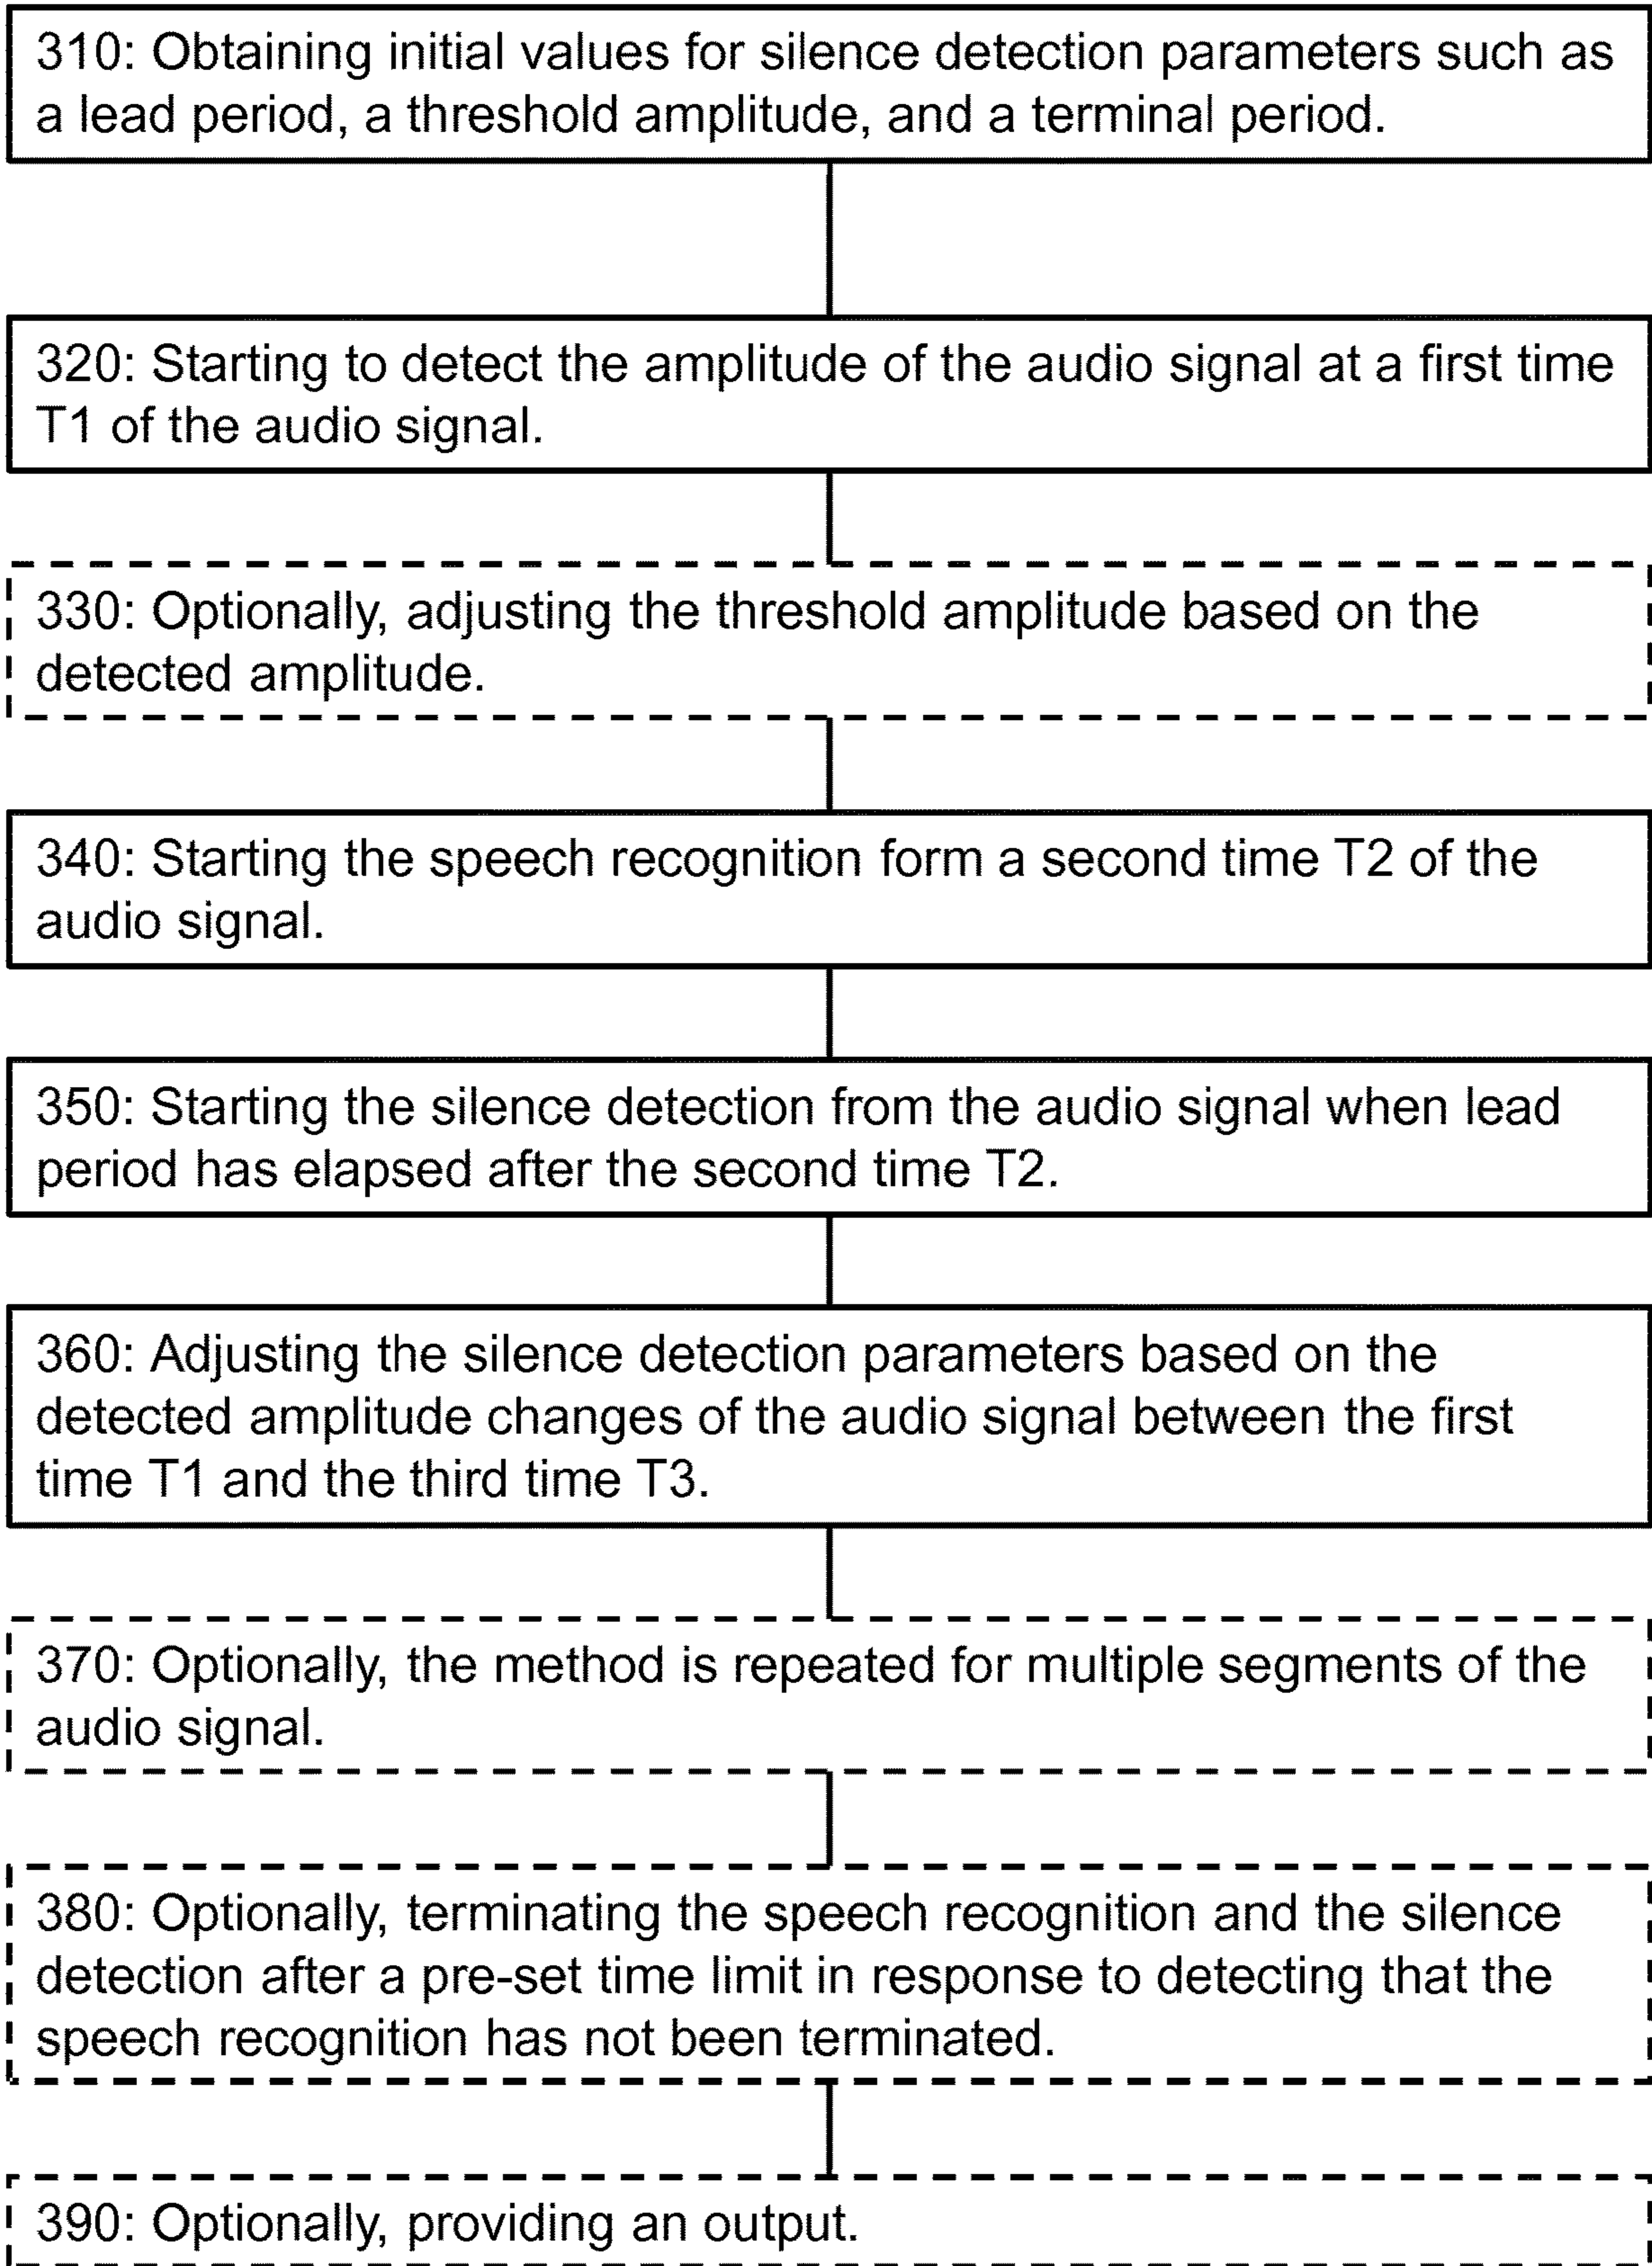 310: Obtaining initial values for silence detection parameters such as
a lead period, a threshold amplitude, and a terminal period.
320: Starting to detect the amplitude of the audio signal at a first time
T1 of the audio signal.
330: Optionally, adjusting the threshold amplitude based on the
detected amplitude.
340: Starting the speech recognition form a second time T2 of the
audio signal.
350: Starting the silence detection from the audio signal when lead
period has elapsed after the second time T2.
360: Adjusting the silence detection parameters based on the
detected amplitude changes of the audio signal between the first
time T1 and the third time T3.
370: Optionally, the method is repeated for multiple segments of the
audio signal.
380: Optionally, terminating the speech recognition and the silence
detection after a pre-set time limit in response to detecting that the
speech recognition has not been terminated.
390: Optionally, providing an output.